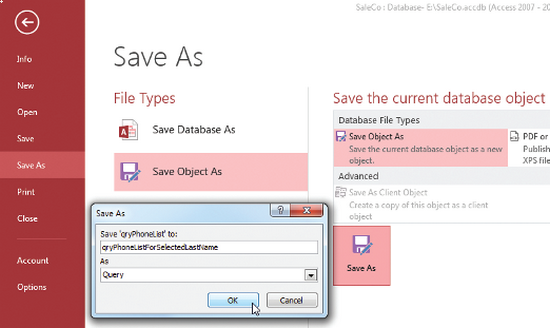 SaleCo : Database- E:\SaleCo.accdb (Access 2007 - 20
Info
New
Open
Save
Save As
Print
Close
Account
Options
Save As
File Types
Save Database As
Save Object As
Save the current database object
Database File Types
Save Object As
Save the current database object as a new
object.
PDF or
Publish
XPS file
Advanced
Save As Client Object
Create a copy of this object as a client
object
Save As
Save As
Save 'qryPhoneList' to:
qryPhoneListForSelectedLastName
As
Query
OK
Cancel